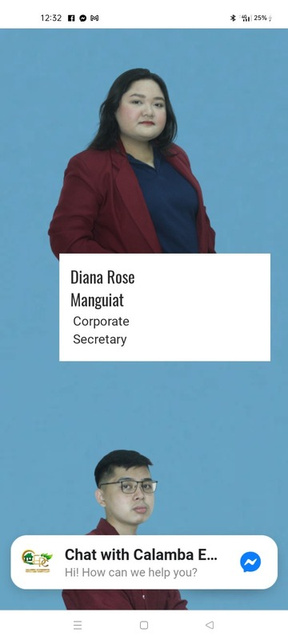 12:32
25%
Diana Rose
Manguiat
Corporate
Secretary
Chat with Calamba E...
Hi! How can we help you?